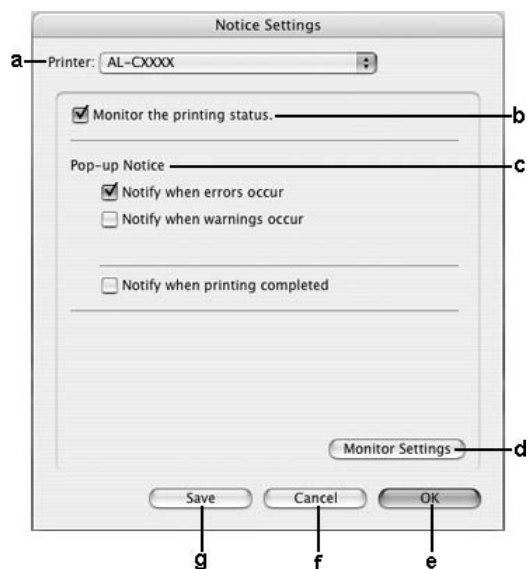 Notice Settings
a Printer: AL-CXXXX
Monitor the printing status. b
Pop-up Notice c
Notify when errors occur
Notify when warnings occur
Notify when printing completed
Monitor Settings d
Save Cancel OK
g f e